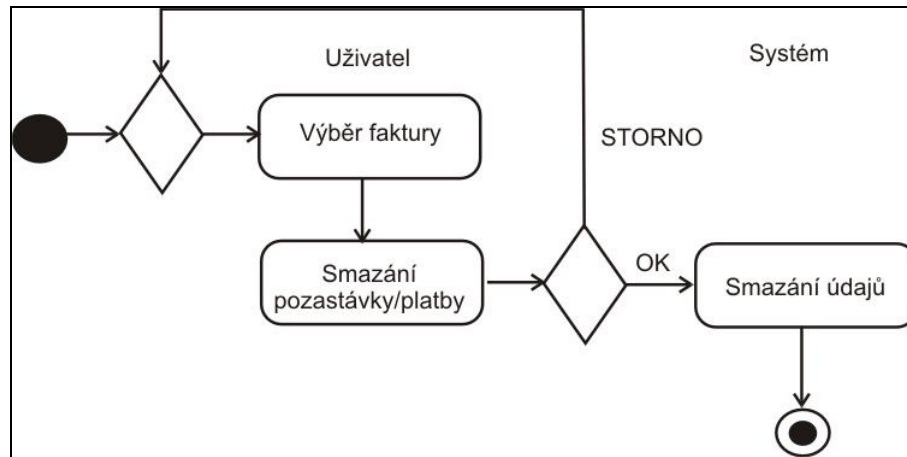 Uživatel
Systém
Výběr faktury
STORNO
Smazání
pozastávky/platby
OK
Smazání údajů